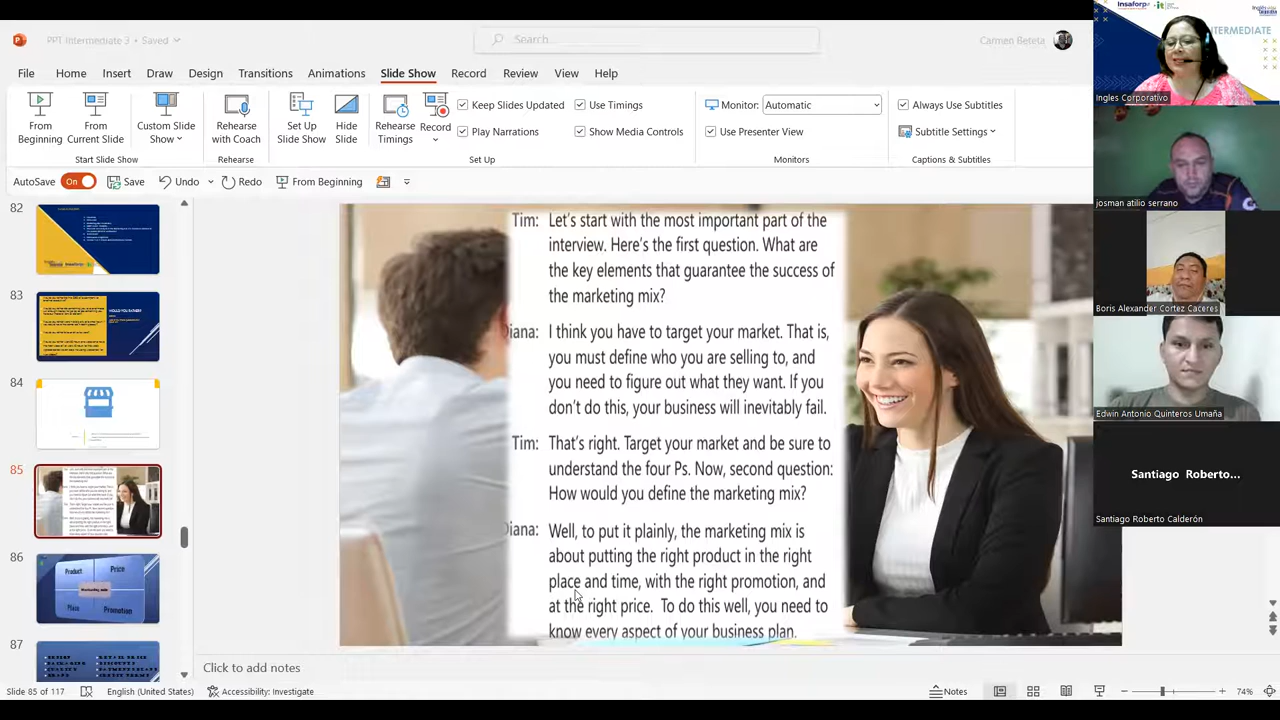 PPT Intermediate 3 • Saved
Search
Carmen Beteta
File Home Insert Draw Design Transitions Animations Slide Show Record Review View Help
From Beginning
From Current Slide
Custom Slide Show
Start Slide Show
Rehearse with Coach
Rehearse
Set Up Slide Show
Hide Slide
Rehearse Timings
Record
Keep Slides Updated
Use Timings
Play Narrations
Show Media Controls
Set Up
Monitor: Automatic
Use Presenter View
Monitors
Always Use Subtitles
Subtitle Settings
Captions & Subtitles
AutoSave On Save Undo Redo From Beginning
82
83
84
85
86
Product Price
Place Promotion
87
Tim: Let's start with the most important part of the
interview. Here's the first question. What are
the key elements that guarantee the success of
the marketing mix?
iana: I think you have to target your market. That is,
you must define who you are selling to, and
you need to figure out what they want. If you
don't do this, your business will inevitably fail.
Tim: That's right. Target your market and be sure to
understand the four Ps. Now, second question:
How would you define the marketing mix?
iana: Well, to put it plainly, the marketing mix is
about putting the right product in the right
place and time, with the right promotion, and
at the right price. To do this well, you need to
know every aspect of your business plan.
Click to add notes
Slide 85 of 117 English (United States) Accessibility: Investigate Notes 74%
Insaforp it
TERMEDIATE
Ingles Corporativo
josman atilio serrano
Boris Alexander Cortez Caceres
Edwin Antonio Quinteros Umaña
Santiago Roberto...
Santiago Roberto Calderón